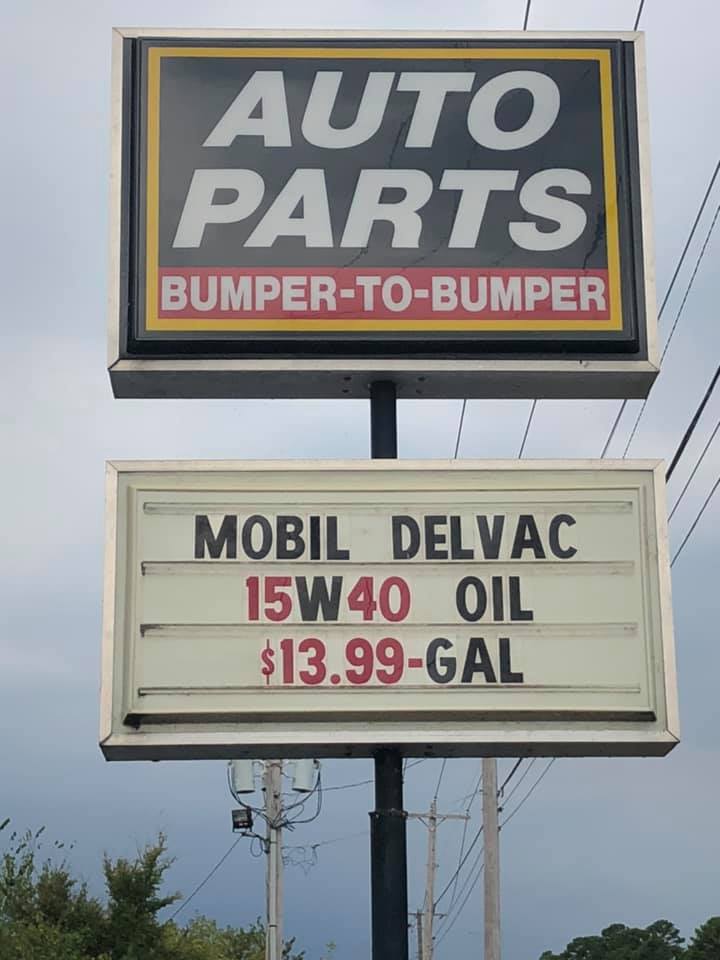 AUTO
PARTS
BUMPER-TO-BUMPER
MOBIL DELVAC
15W40 OIL
$13.99-GAL